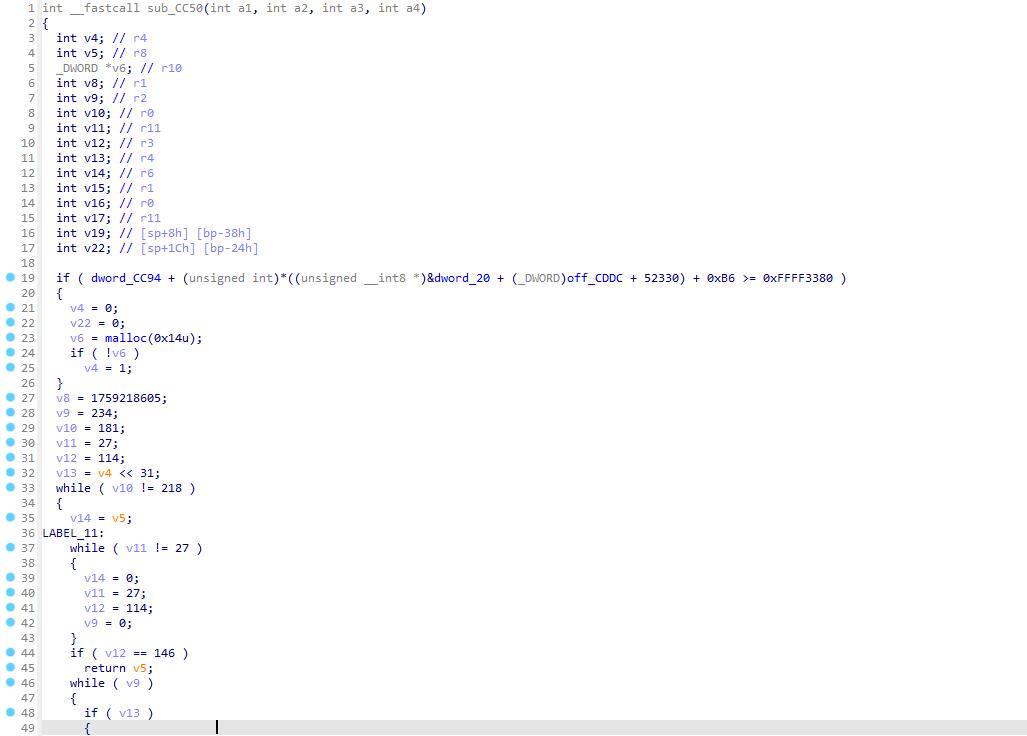 1 int __fastcall sub_CC50(int a1, int a2, int a3, int a4)
2 {
3 int v4; // r4
4 int v5; // r8
5 _DWORD *v6; // r10
6 int v8; // r1
7 int v9; // r2
8 int v10; // r0
9 int v11; // r11
10 int v12; // r3
11 int v13; // r4
12 int v14; // r6
13 int v15; // r1
14 int v16; // r0
15 int v17; // r11
16 int v19; // [sp+8h] [bp-38h]
17 int v22; // [sp+1Ch] [bp-24h]
18
19 if ( dword_CC94 + (unsigned int)*((unsigned __int8 *)&dword_20 + (_DWORD)off_CDDC + 52330) + 0xB6 >= 0xFFFF3380 )
20 {
21 v4 = 0;
22 v22 = 0;
23 v6 = malloc(0x14u);
24 if ( !v6 )
25 v4 = 1;
26 }
27 v8 = 1759218605;
28 v9 = 234;
29 v10 = 181;
30 v11 = 27;
31 v12 = 114;
32 v13 = v4 << 31;
33 while ( v10 != 218 )
34 {
35 v14 = v5;
36 LABEL_11:
37 while ( v11 != 27 )
38 {
39 v14 = 0;
40 v11 = 27;
41 v12 = 114;
42 v9 = 0;
43 }
44 if ( v12 == 146 )
45 return v5;
46 while ( v9 )
47 {
48 if ( v13 )
49 {